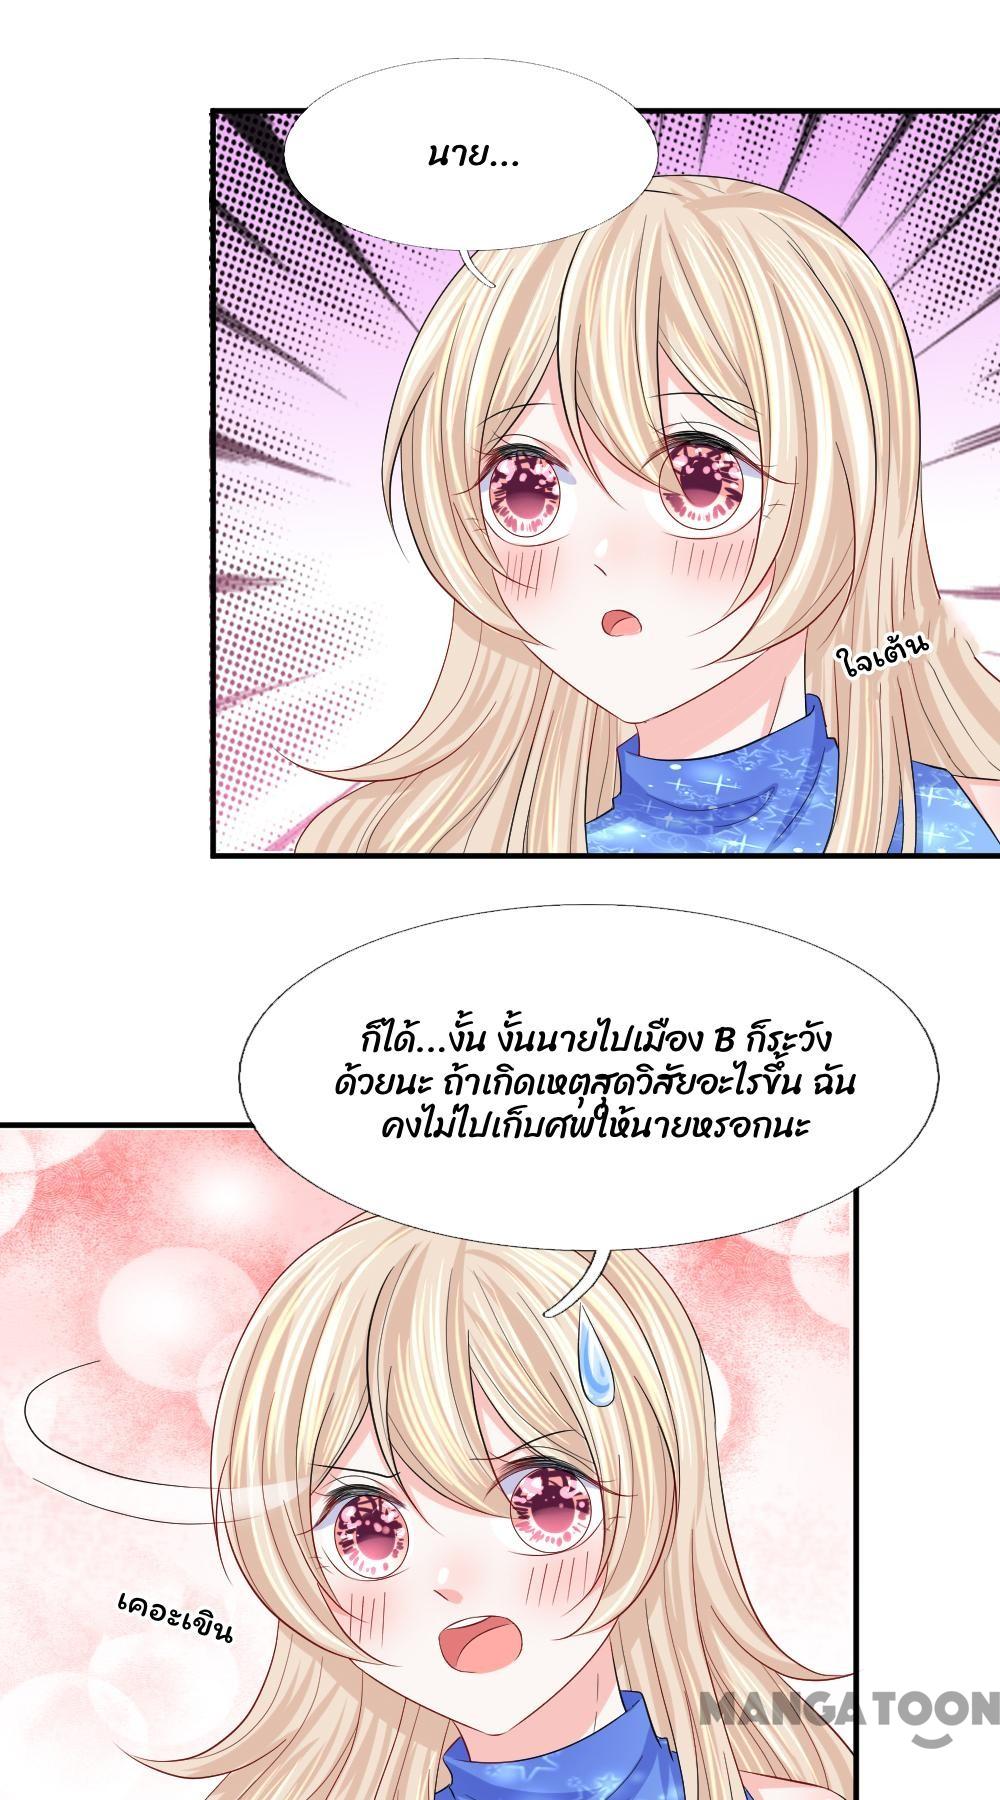 นาย...
ใจเต้น
ก็ได้...งั้น งั้นนายไปเมือง B ก็ระวัง
ด้วยนะ ถ้าเกิดเหตุสุดวิสัยอะไรขึ้น ฉัน
คงไม่ไปเก็บศพให้นายหรอกนะ
เคอะเขิน
MANGATOON